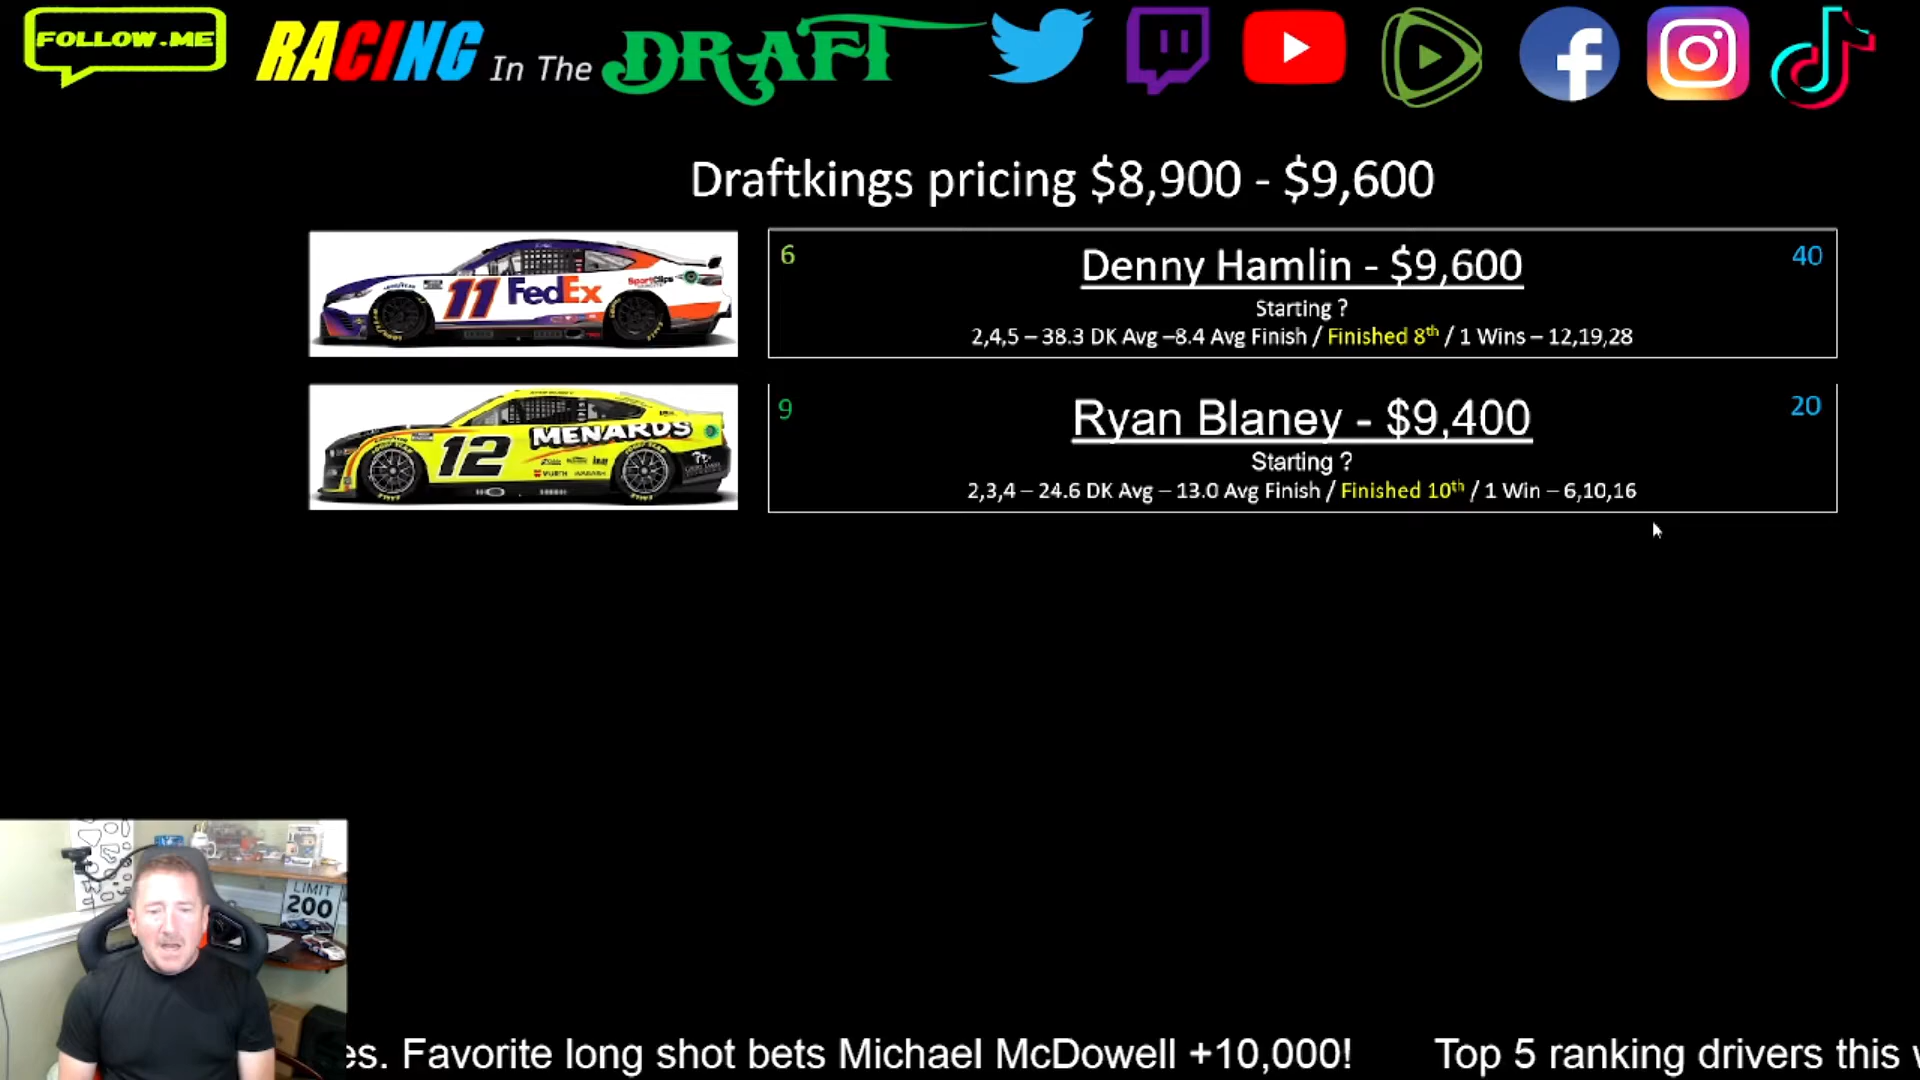 FOLLOW.ME
RACING In The DRAFT
Draftkings pricing $8,900 - $9,600
6
Denny Hamlin - $9,600
40
Starting ?
2,4,5 – 38.3 DK Avg –8.4 Avg Finish / Finished 8th / 1 Wins – 12,19,28
11 FedEx
9
Ryan Blaney - $9,400
20
Starting ?
2,3,4 – 24.6 DK Avg – 13.0 Avg Finish / Finished 10th / 1 Win – 6,10,16
12 MENARDS
LIMIT
200
es. Favorite long shot bets Michael McDowell +10,000! Top 5 ranking drivers this